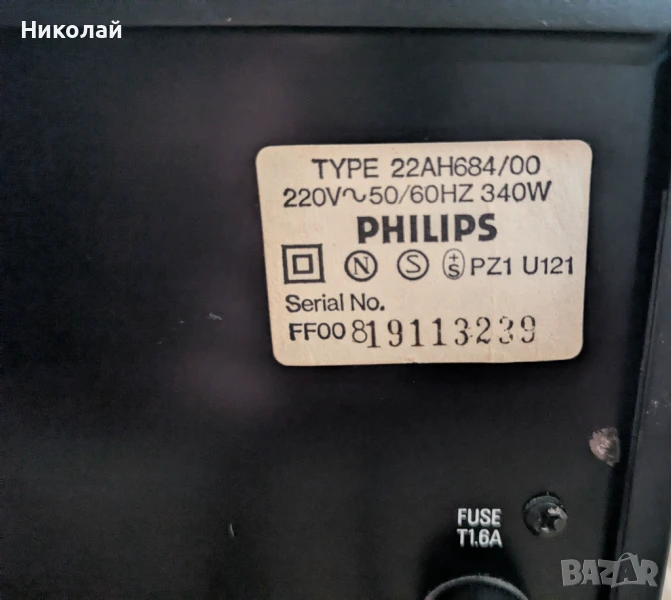 Николай
TYPE 22AH684/00
220V~50/60HZ 340W
PHILIPS
N S +S PZ1 U121
Serial No.
FF00 819113239
FUSE
T1.6A
BAZAR